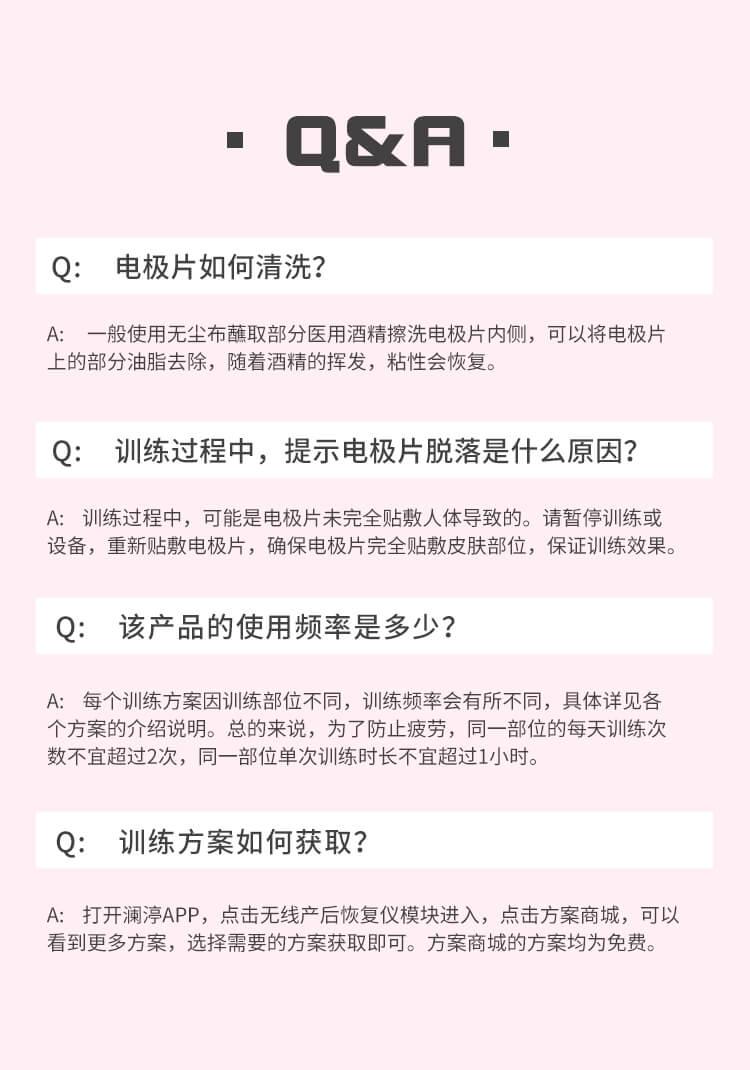 Q&A
Q: 电极片如何清洗？
A: 一般使用无尘布蘸取部分医用酒精擦洗电极片内侧，可以将电极片
上的部分油脂去除，随着酒精的挥发，粘性会恢复。
Q: 训练过程中，提示电极片脱落是什么原因？
A: 训练过程中，可能是电极片未完全贴敷人体导致的。请暂停训练或
设备，重新贴敷电极片，确保电极片完全贴敷皮肤部位，保证训练效果。
Q: 该产品的使用频率是多少？
A: 每个训练方案因训练部位不同，训练频率会有所不同，具体详见各
个方案的介绍说明。总的来说，为了防止疲劳，同一部位的每天训练次
数不宜超过2次，同一部位单次训练时长不宜超过1小时。
Q: 训练方案如何获取？
A: 打开澜渟APP，点击无线产后恢复仪模块进入，点击方案商城，可以
看到更多方案，选择需要的方案获取即可。方案商城的方案均为免费。